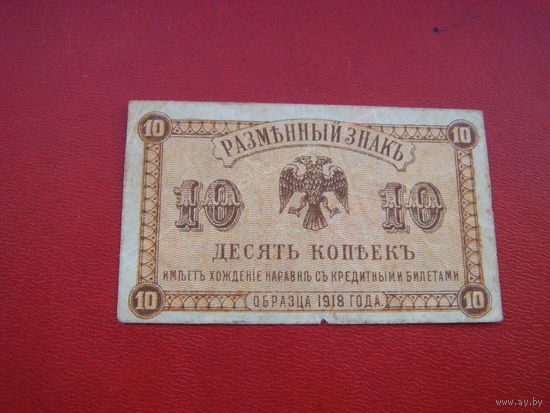 10 10
РАЗМѢННЫЙ ЗНАКЪ
10 10
ДЕСЯТЬ КОПѢЕКЪ
ИМѢЕТЪ ХОЖДЕНІЕ НАРАВНѢ СЪ КРЕДИТНЫМИ БИЛЕТАМИ
10 ОБРАЗЦА 1918 ГОДА. 10
www.ay.by